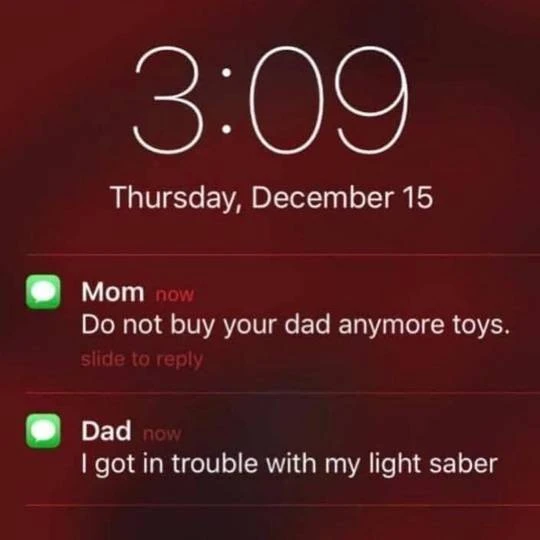 3:09
Thursday, December 15
Mom now
Do not buy your dad anymore toys.
slide to reply
Dad now
I got in trouble with my light saber